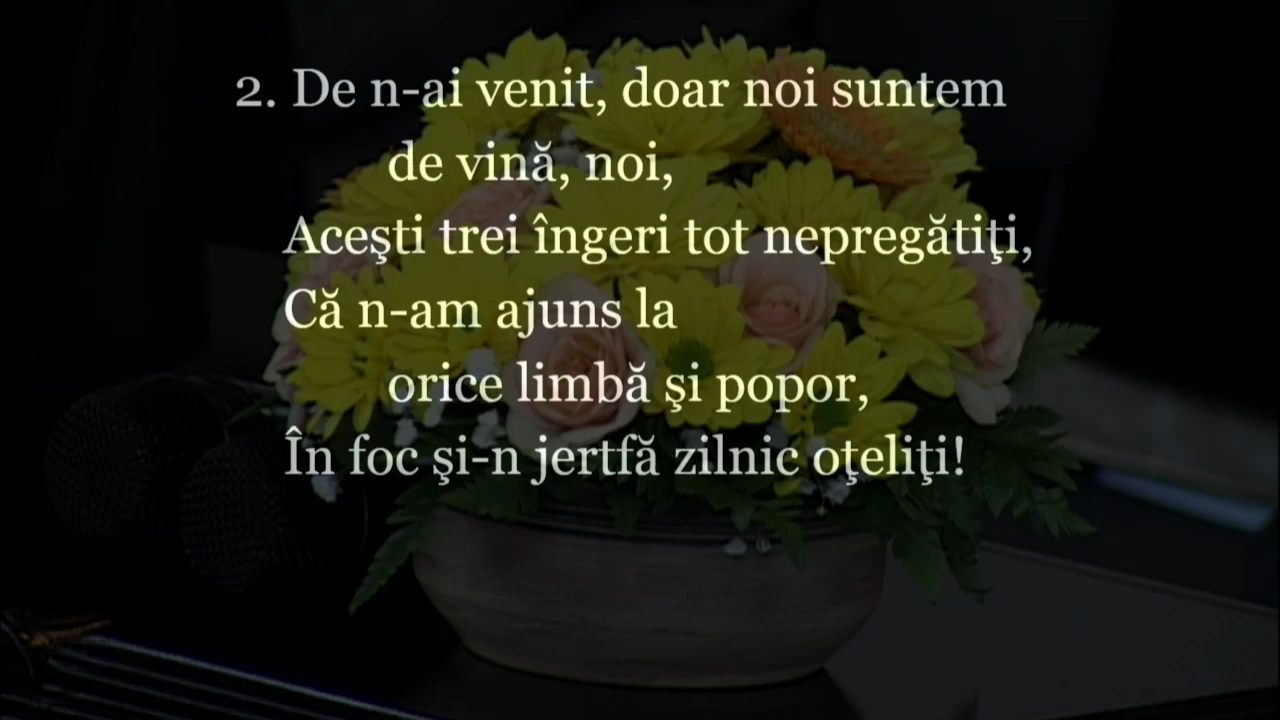 2. De n-ai venit, doar noi suntem
de vină, noi,
Aceşti trei îngeri tot nepregătiţi,
Că n-am ajuns la
orice limbă şi popor,
În foc şi-n jertfă zilnic oţeliţi!